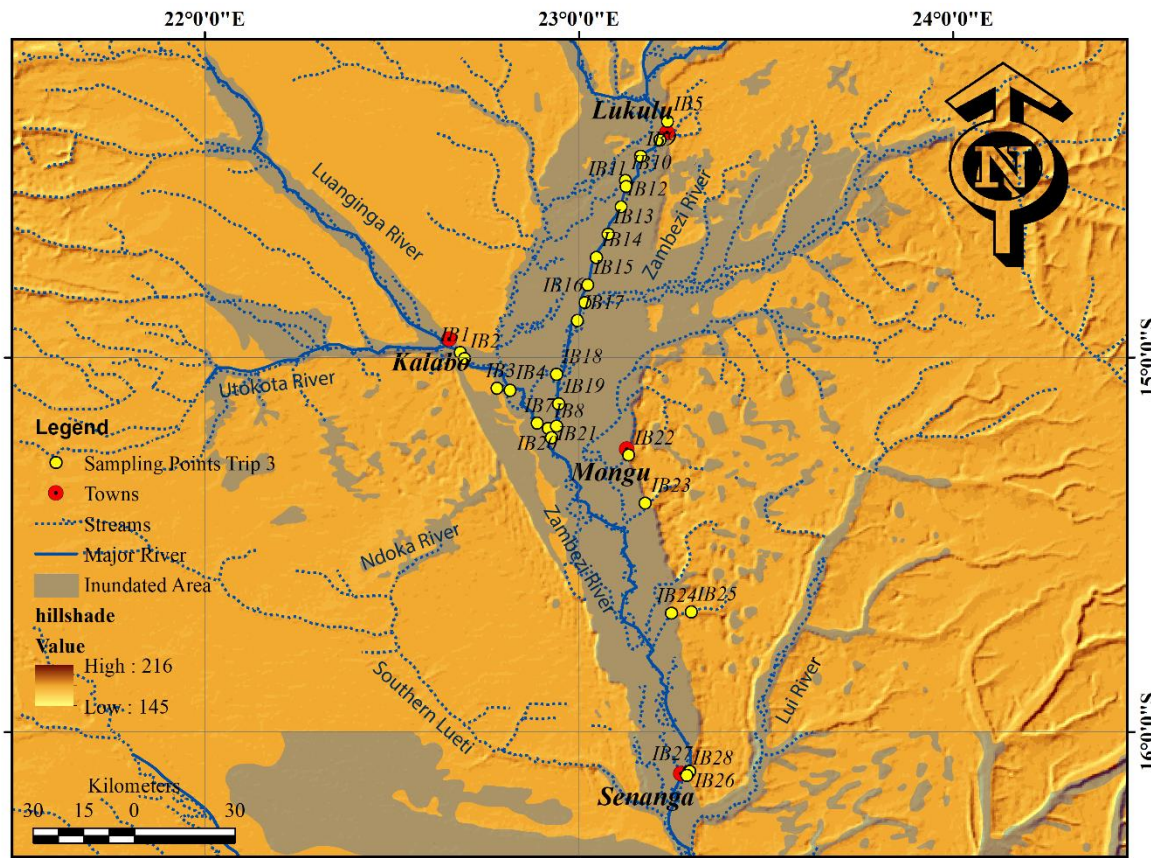 22°0'0"E
23°0'0"E
24°0'0"E
Lukulu
IB5
N
IB10
IB11
IB12
Luanginga River
IB13
Zambezi River
IB14
IB15
IB16
IB17
IB1
IB2
Kalabo
15°0'0"S
IB18
IB3
IB4
Utokota River
IB19
IB7
IB8
IB20
IB21
IB22
Mongu
IB23
Legend
Sampling Points Trip 3
Towns
Streams
Major River
Inundated Area
hillshade
Value
High : 216
Low : 145
Ndoka River
Zambezi River
IB24
IB25
Southern Lueti
Lui River
16°0'0"S
IB27
IB28
IB26
Senanga
Kilometers
30 15 0 30